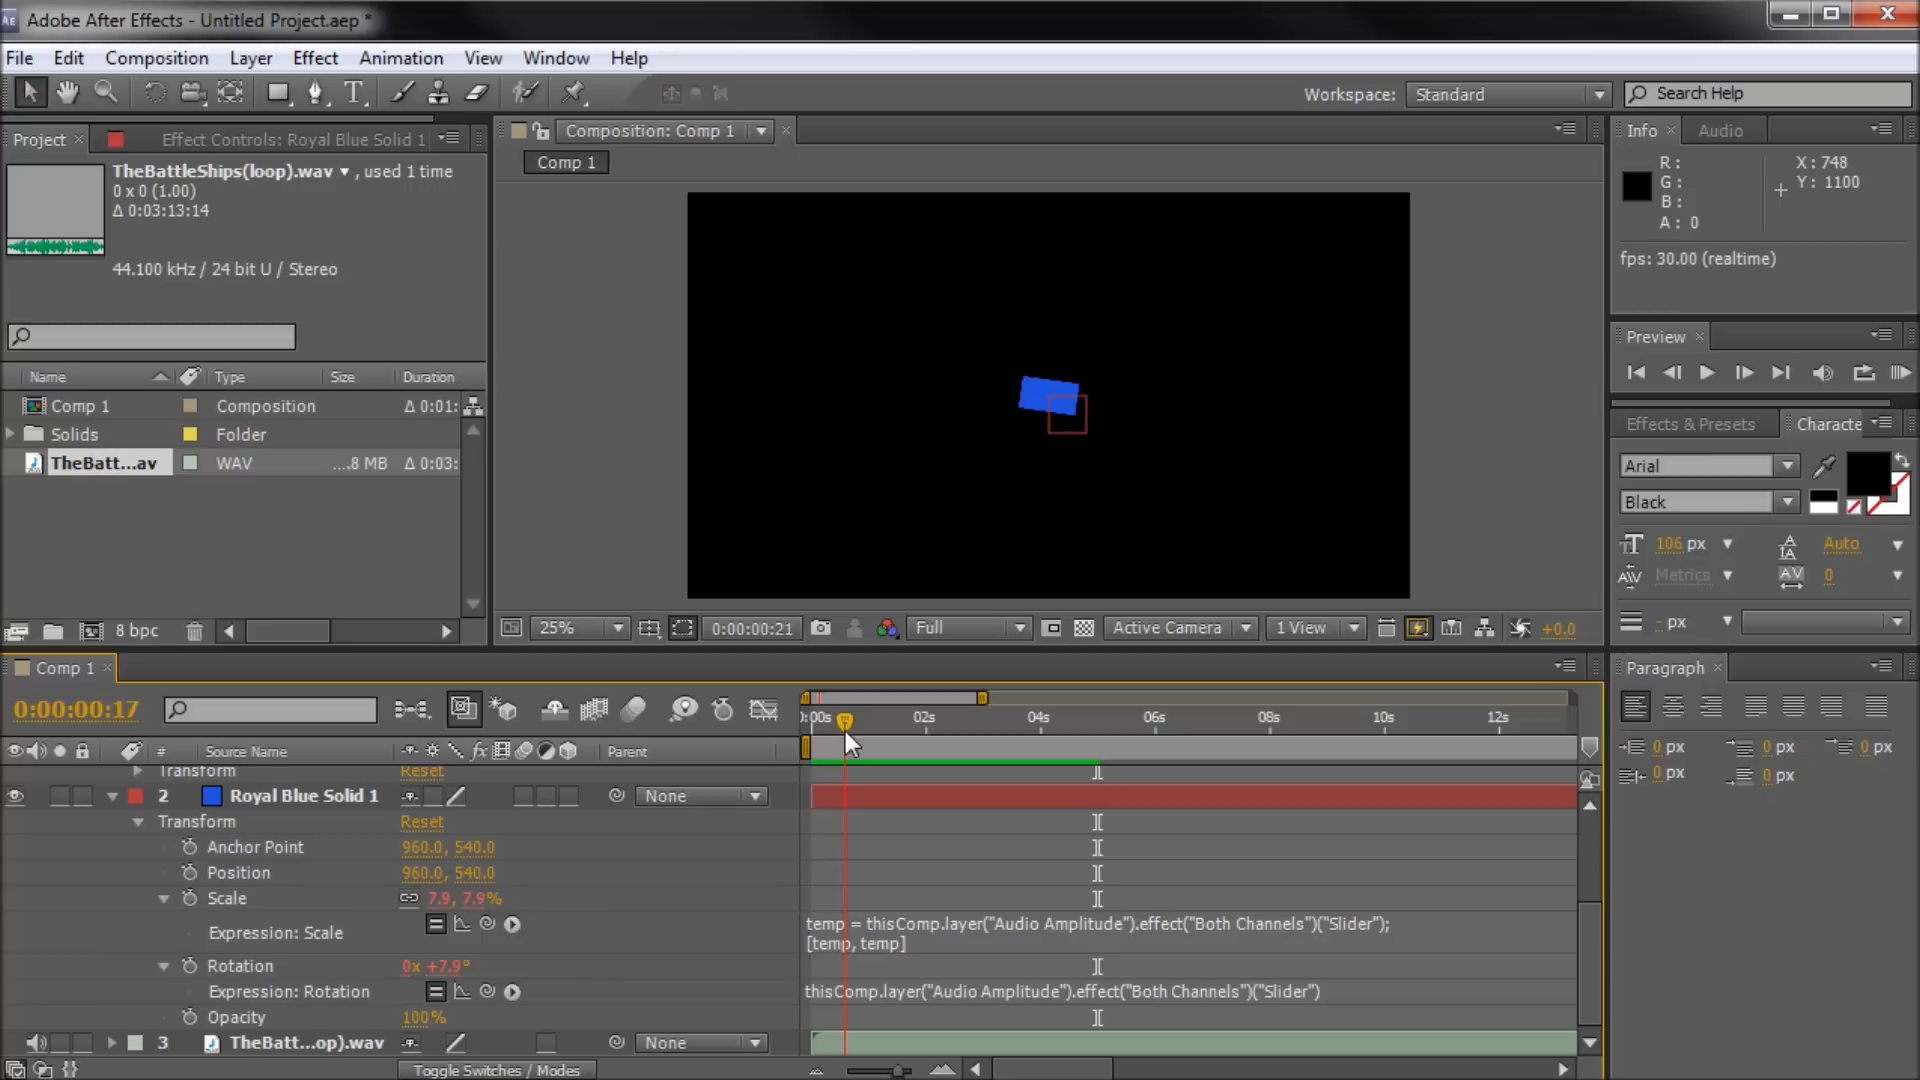 Adobe After Effects - Untitled Project.aep *
File Edit Composition Layer Effect Animation View Window Help
Workspace: Standard Search Help
Project Effect Controls: Royal Blue Solid 1
TheBattleShips(loop).wav , used 1 time
0 x 0 (1.00)
Δ 0:03:13:14
44.100 kHz / 24 bit U / Stereo
Name Type Size Duration
Comp 1 Composition Δ 0:01:
Solids Folder
TheBatt...av WAV ....8 MB Δ 0:03:
8 bpc
Composition: Comp 1
Comp 1
25% 0:00:00:21 Full Active Camera 1 View +0.0
Info Audio
R: X: 748
G: Y: 1100
B:
A: 0
fps: 30.00 (realtime)
Preview
Effects & Presets Characte
Arial
Black
106 px Auto
Metrics 0
- px
Paragraph
0 px 0 px 0 px
0 px 0 px
Comp 1
0:00:00:17
0:00s 02s 04s 06s 08s 10s 12s
# Source Name Parent
Transform Reset
2 Royal Blue Solid 1 None
Transform Reset
Anchor Point 960.0, 540.0
Position 960.0, 540.0
Scale 7.9, 7.9%
Expression: Scale
temp = thisComp.layer("Audio Amplitude").effect("Both Channels")("Slider");
[temp, temp]
Rotation 0x +7.9°
Expression: Rotation thisComp.layer("Audio Amplitude").effect("Both Channels")("Slider")
Opacity 100%
3 TheBatt...op).wav None
Toggle Switches / Modes